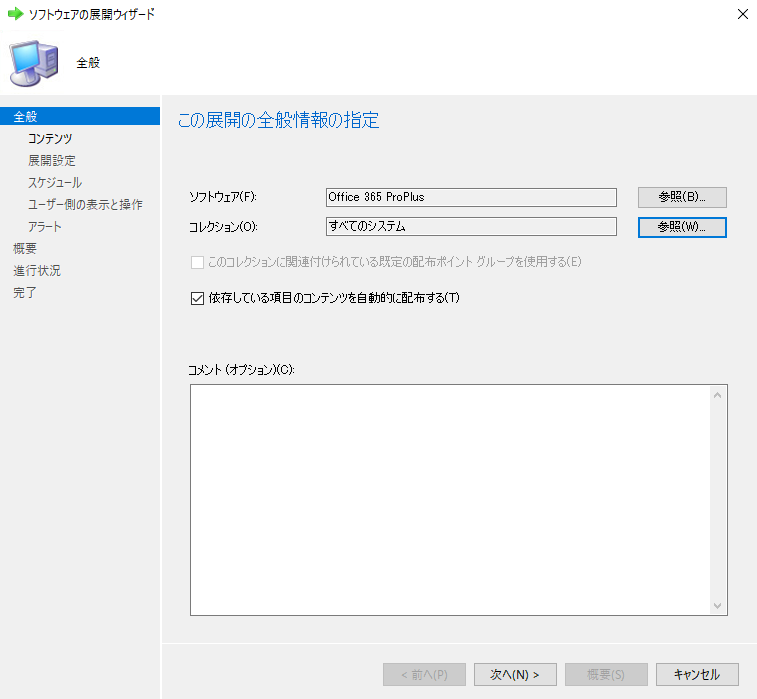 ソフトウェアの展開ウィザード
全般
全般
コンテンツ
展開設定
スケジュール
ユーザー側の表示と操作
アラート
概要
進行状況
完了
この展開の全般情報の指定
ソフトウェア(F): Office 365 ProPlus 参照(B)...
コレクション(O): すべてのシステム 参照(W)...
このコレクションに関連付けられている既定の配布ポイント グループを使用する(E)
依存している項目のコンテンツを自動的に配布する(T)
コメント (オプション)(C):
< 前へ(P) 次へ(N) > 概要(S) キャンセル